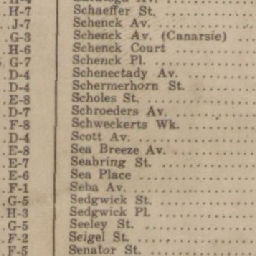 H-7 Schaeffer St.
J-7 Schenck Av.
G-3 Schenck Av. (Canarsie)
H-6 Schenck Court
G-7 Schenck Pl.
D-4 Schenectady Av.
D-4 Schermerhorn St.
E-8 Scholes St.
D-7 Schroeders Av.
F-8 Schweckerts Wk.
D-4 Scott Av.
E-8 Sea Breeze Av.
E-7 Seabring St.
E-6 Sea Place
F-1 Seba Av.
G-5 Sedgwick St.
H-3 Sedgwick Pl.
G-5 Seeley St.
F-2 Seigel St.
F-5 Senator St.